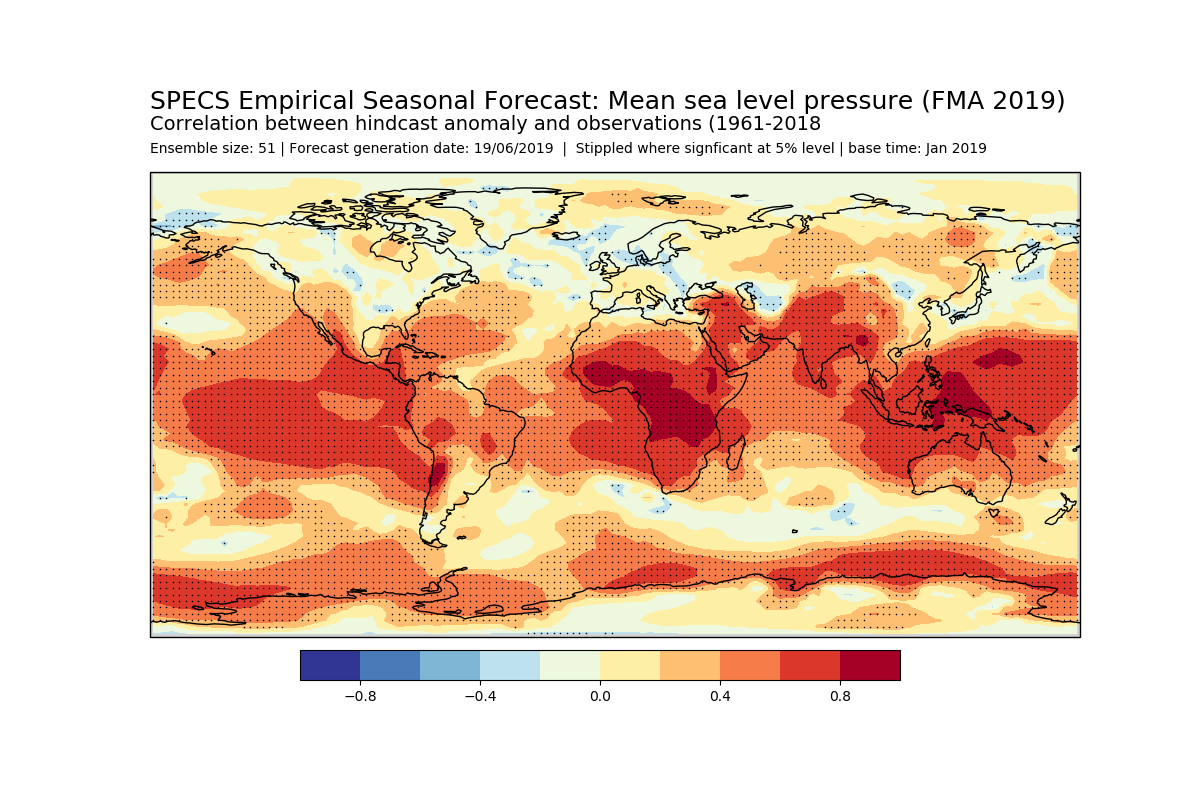 SPECS Empirical Seasonal Forecast: Mean sea level pressure (FMA 2019)
Correlation between hindcast anomaly and observations (1961-2018
Ensemble size: 51 | Forecast generation date: 19/06/2019  |  Stippled where signficant at 5% level | base time: Jan 2019
−0.8 −0.4 0.0 0.4 0.8